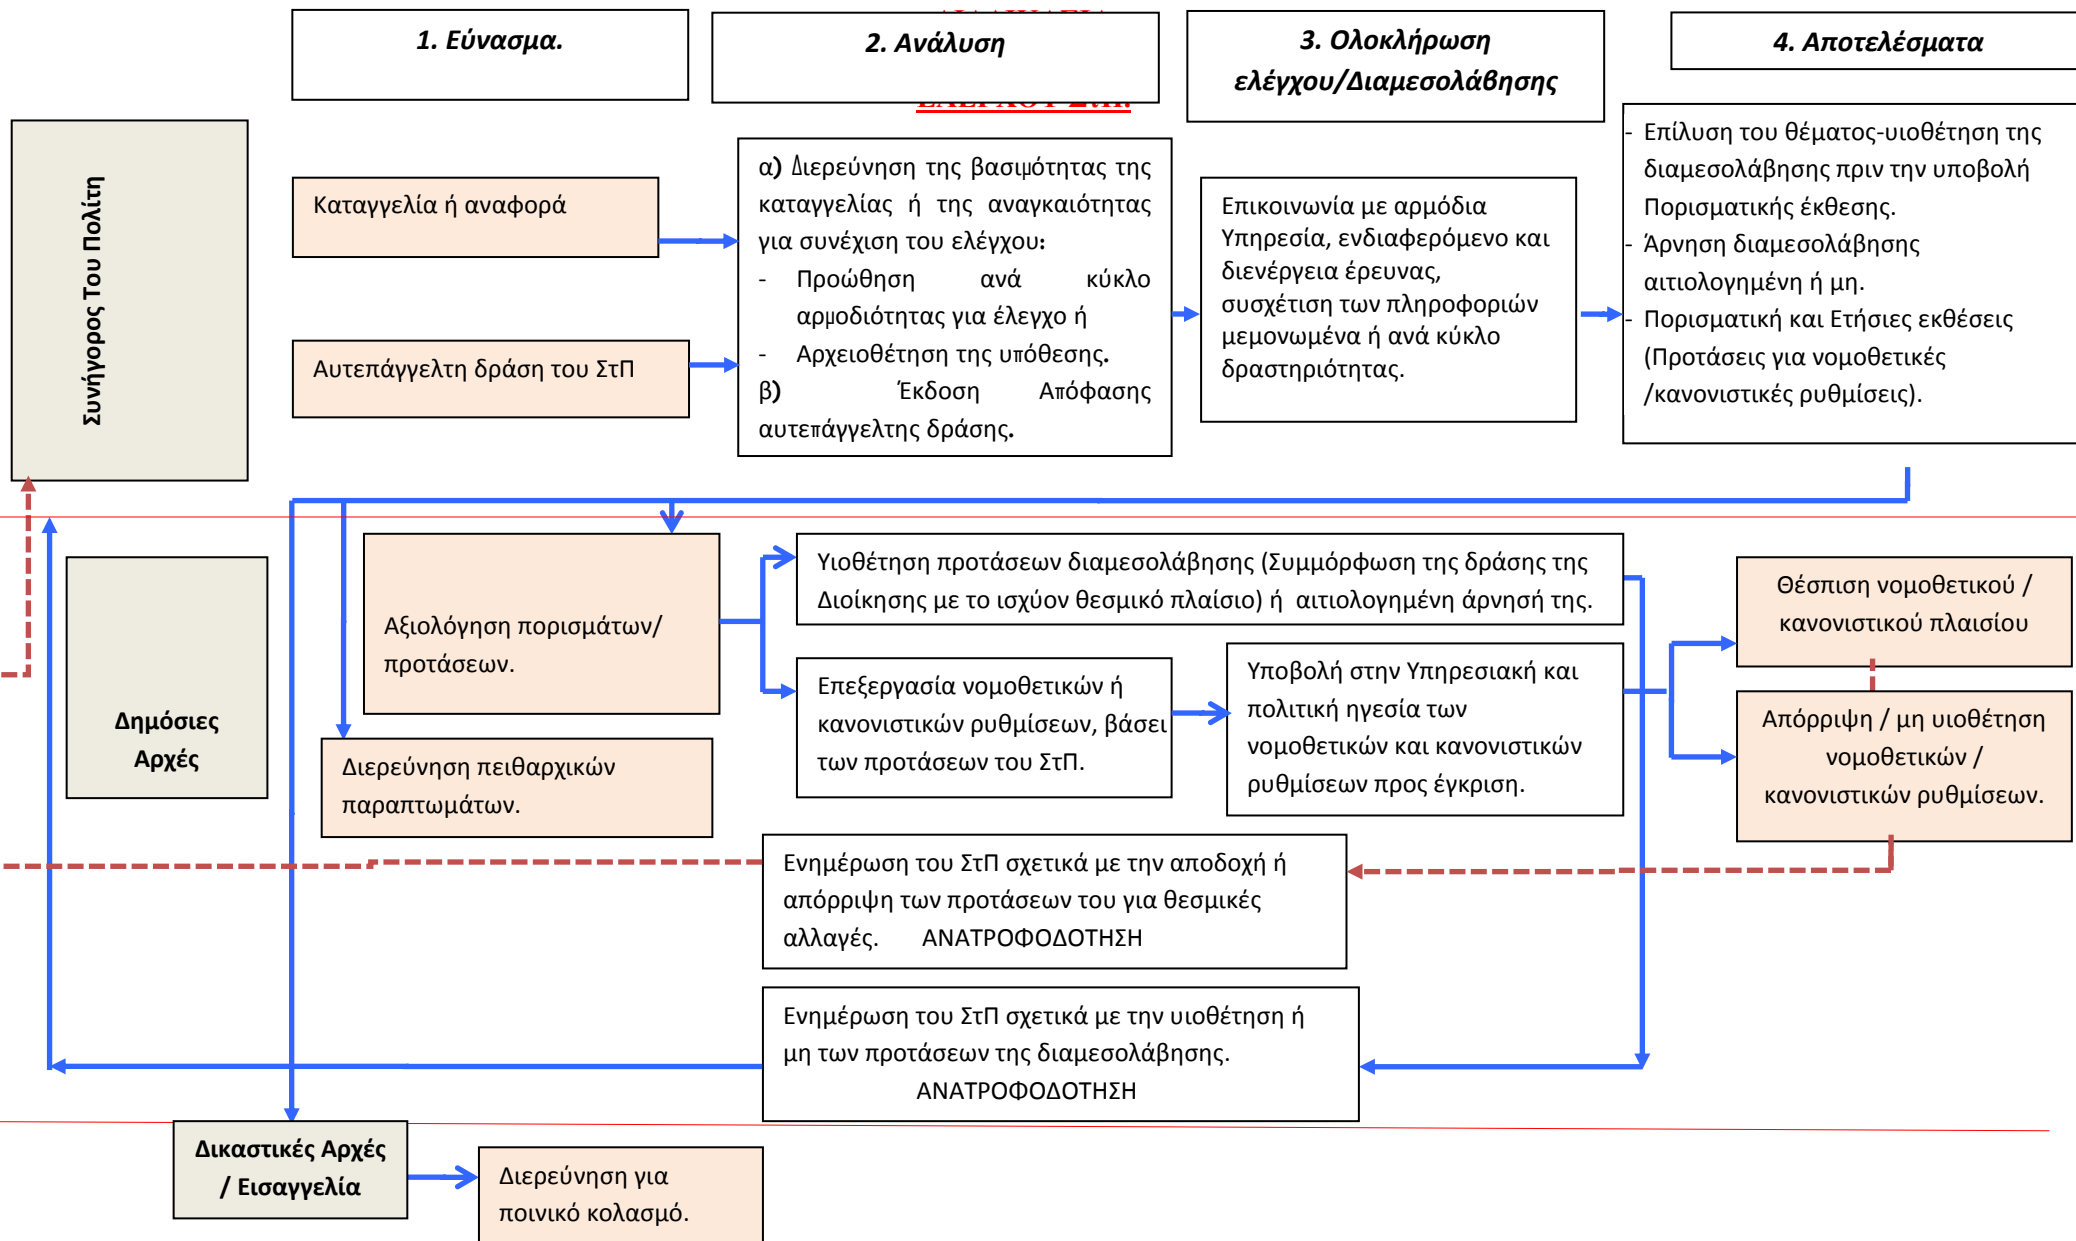 1. Εύνασμα.
2. Ανάλυση
3. Ολοκλήρωση
ελέγχου/Διαμεσολάβησης
4. Αποτελέσματα
Συνήγορος Του Πολίτη
Καταγγελία ή αναφορά
Αυτεπάγγελτη δράση του ΣτΠ
α) Διερεύνηση της βασιμότητας της
καταγγελίας ή της αναγκαιότητας
για συνέχιση του ελέγχου:
- Προώθηση ανά κύκλο
αρμοδιότητας για έλεγχο ή
- Αρχειοθέτηση της υπόθεσης.
β) Έκδοση Απόφασης
αυτεπάγγελτης δράσης.
Επικοινωνία με αρμόδια
Υπηρεσία, ενδιαφερόμενο και
διενέργεια έρευνας,
συσχέτιση των πληροφοριών
μεμονωμένα ή ανά κύκλο
δραστηριότητας.
- Επίλυση του θέματος-υιοθέτηση της
διαμεσολάβησης πριν την υποβολή
Πορισματικής έκθεσης.
- Άρνηση διαμεσολάβησης
αιτιολογημένη ή μη.
- Πορισματική και Ετήσιες εκθέσεις
(Προτάσεις για νομοθετικές
/κανονιστικές ρυθμίσεις).
Δημόσιες
Αρχές
Αξιολόγηση πορισμάτων/
προτάσεων.
Διερεύνηση πειθαρχικών
παραπτωμάτων.
Υιοθέτηση προτάσεων διαμεσολάβησης (Συμμόρφωση της δράσης της
Διοίκησης με το ισχύον θεσμικό πλαίσιο) ή αιτιολογημένη άρνησή της.
Επεξεργασία νομοθετικών ή
κανονιστικών ρυθμίσεων, βάσει
των προτάσεων του ΣτΠ.
Υποβολή στην Υπηρεσιακή και
πολιτική ηγεσία των
νομοθετικών και κανονιστικών
ρυθμίσεων προς έγκριση.
Θέσπιση νομοθετικού /
κανονιστικού πλαισίου
Απόρριψη / μη υιοθέτηση
νομοθετικών /
κανονιστικών ρυθμίσεων.
Ενημέρωση του ΣτΠ σχετικά με την αποδοχή ή
απόρριψη των προτάσεων του για θεσμικές
αλλαγές. ΑΝΑΤΡΟΦΟΔΟΤΗΣΗ
Ενημέρωση του ΣτΠ σχετικά με την υιοθέτηση ή
μη των προτάσεων της διαμεσολάβησης.
ΑΝΑΤΡΟΦΟΔΟΤΗΣΗ
Δικαστικές Αρχές
/ Εισαγγελία
Διερεύνηση για
ποινικό κολασμό.